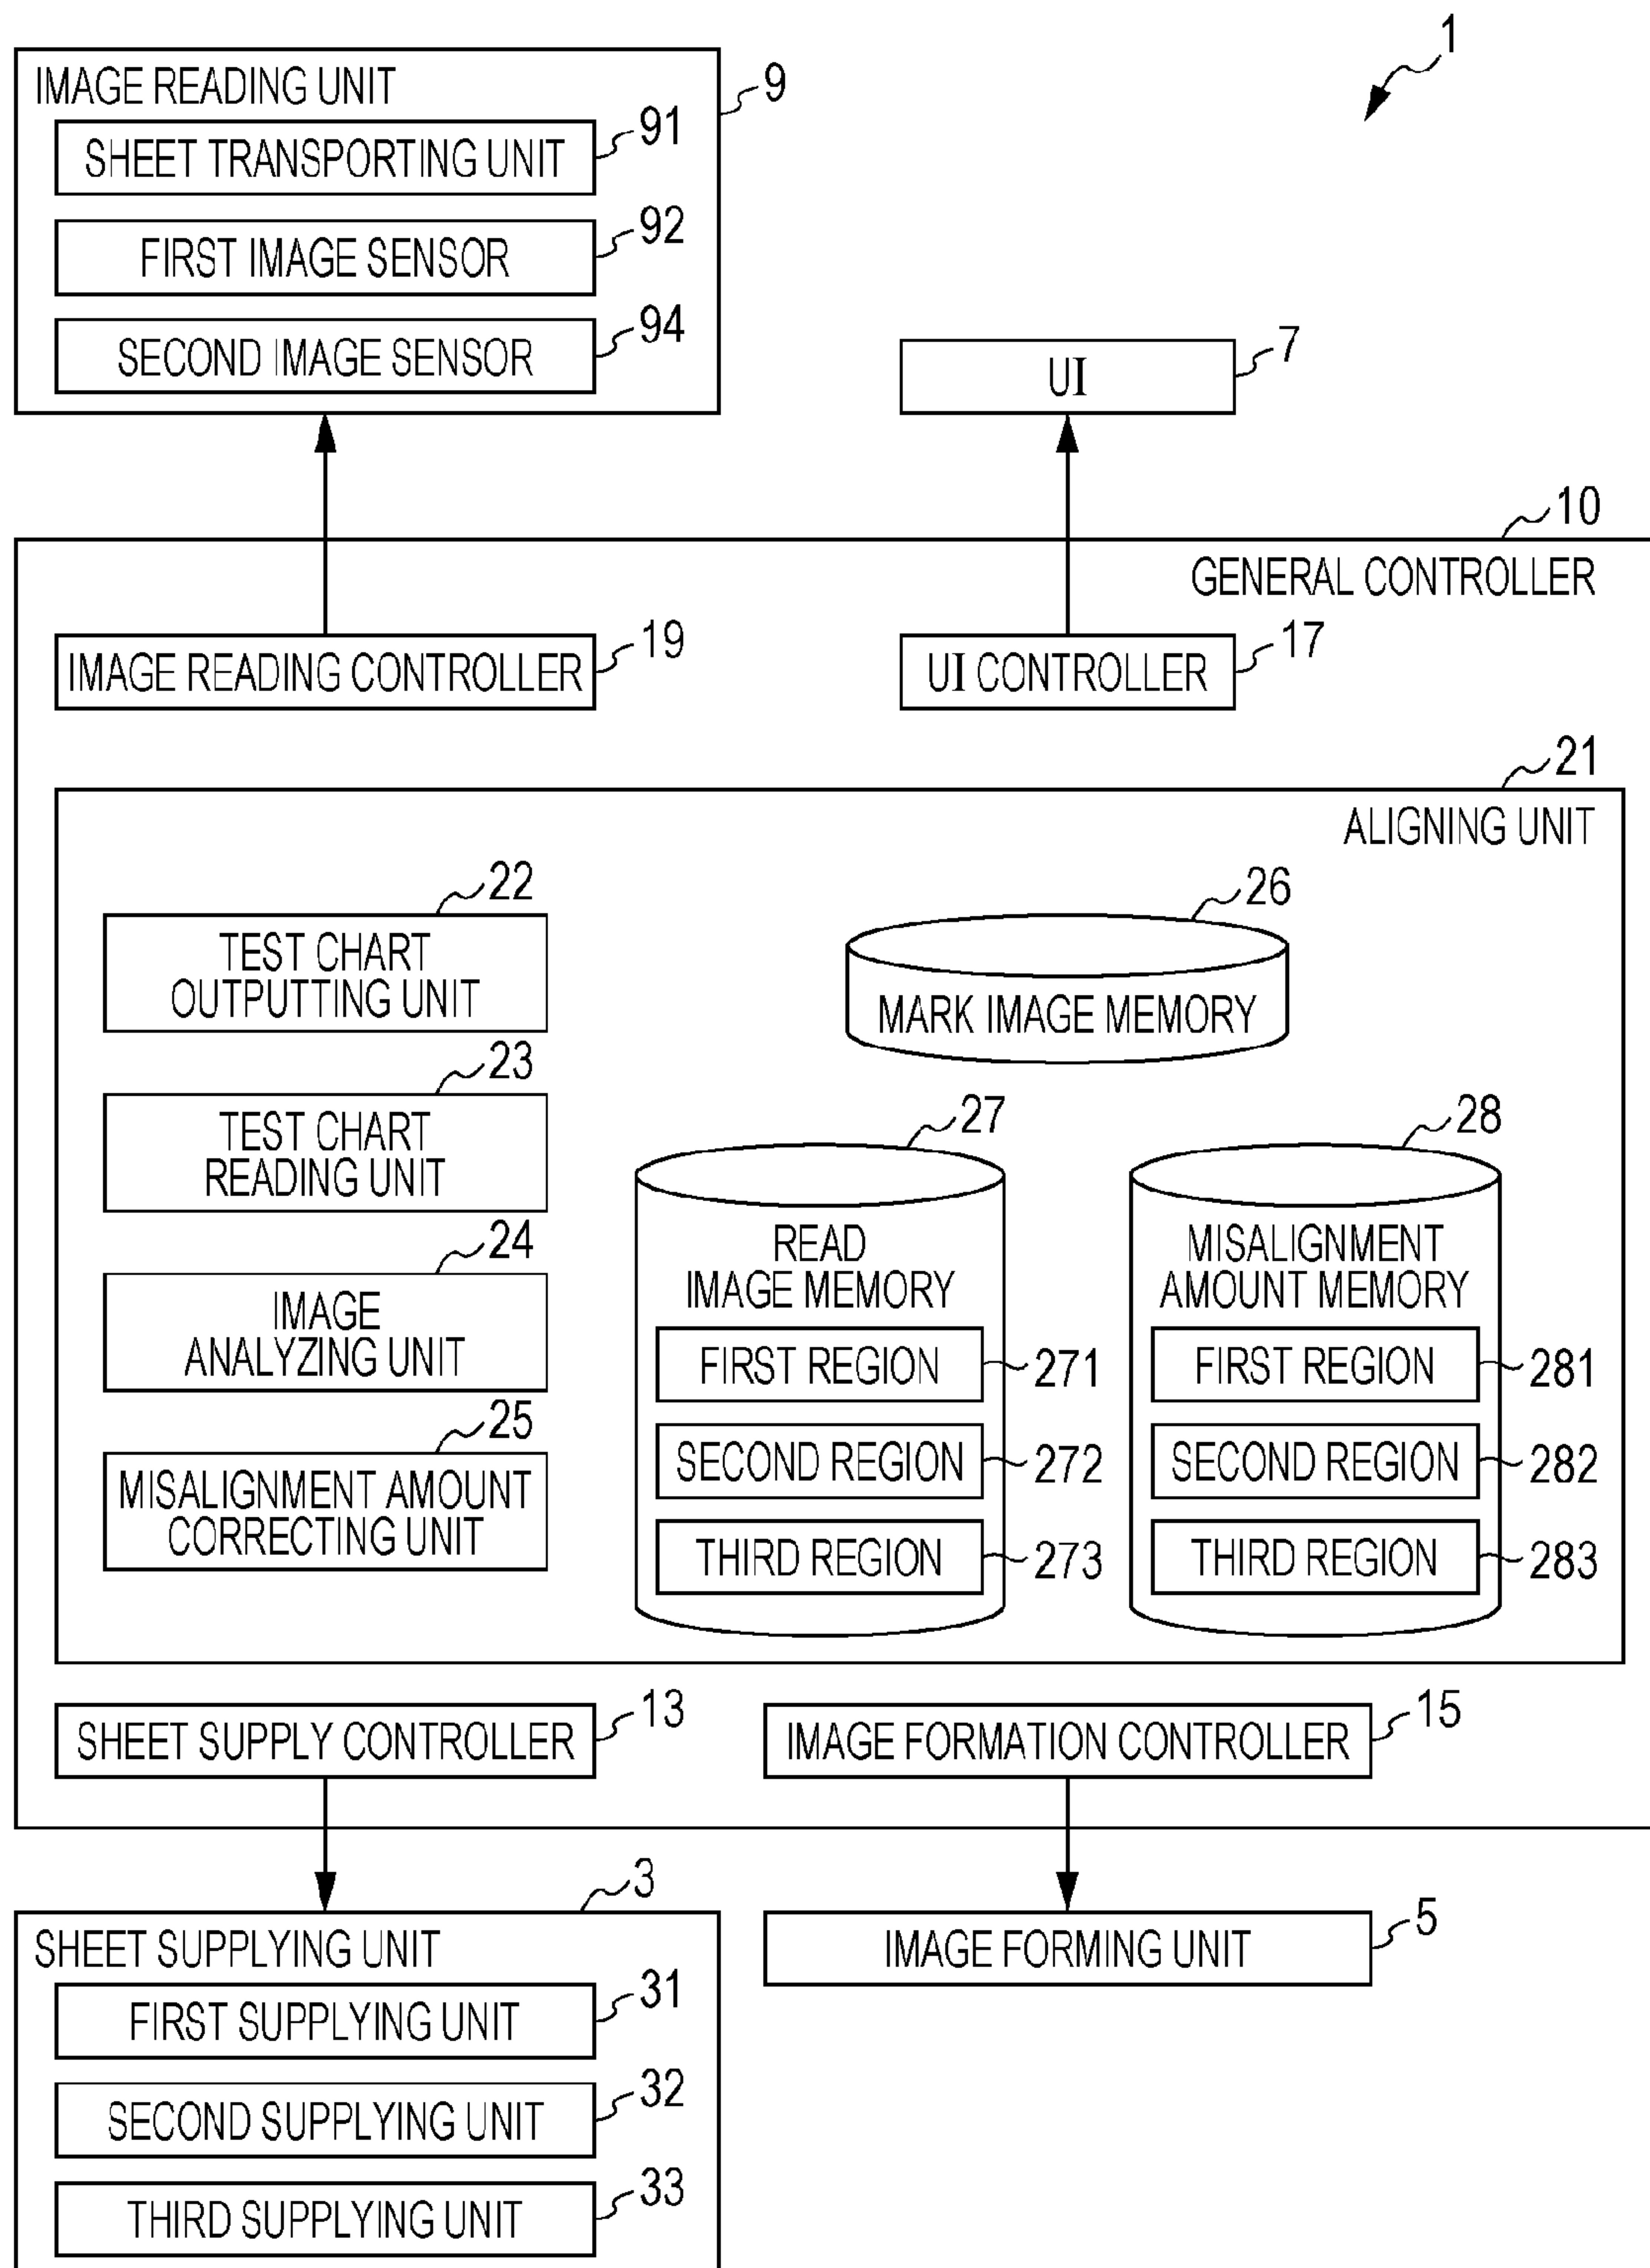 1
IMAGE READING UNIT
9
SHEET TRANSPORTING UNIT
91
FIRST IMAGE SENSOR
92
SECOND IMAGE SENSOR
94
UI
7
10
GENERAL CONTROLLER
IMAGE READING CONTROLLER
19
UI CONTROLLER
17
21
ALIGNING UNIT
22
TEST CHART
OUTPUTTING UNIT
26
MARK IMAGE MEMORY
23
TEST CHART
READING UNIT
24
IMAGE
ANALYZING UNIT
25
MISALIGNMENT AMOUNT
CORRECTING UNIT
27
READ
IMAGE MEMORY
FIRST REGION
271
SECOND REGION
272
THIRD REGION
273
28
MISALIGNMENT
AMOUNT MEMORY
FIRST REGION
281
SECOND REGION
282
THIRD REGION
283
SHEET SUPPLY CONTROLLER
13
IMAGE FORMATION CONTROLLER
15
3
SHEET SUPPLYING UNIT
FIRST SUPPLYING UNIT
31
SECOND SUPPLYING UNIT
32
THIRD SUPPLYING UNIT
33
IMAGE FORMING UNIT
5